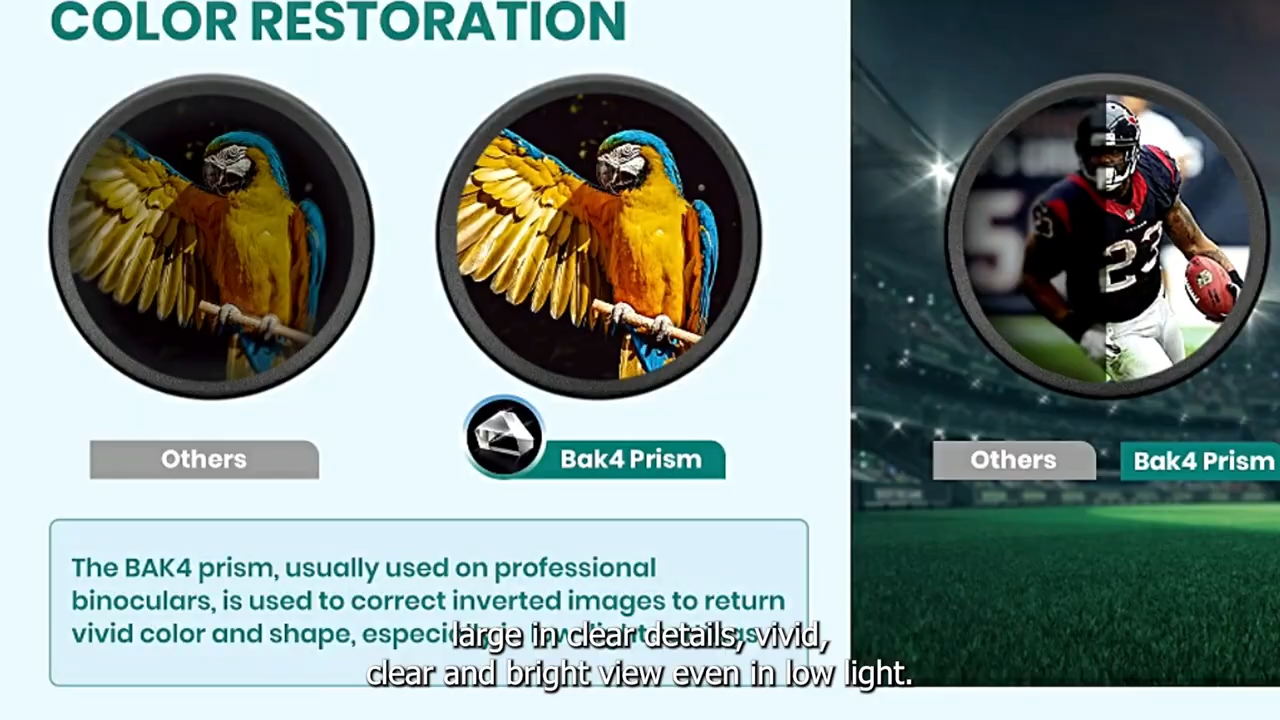 COLOR RESTORATION
Others
Bak4 Prism
Others
Bak4 Prism
23
The BAK4 prism, usually used on professional
binoculars, is used to correct inverted images to return
vivid color and shape,
large in clear details, vivid,
clear and bright view even in low light.